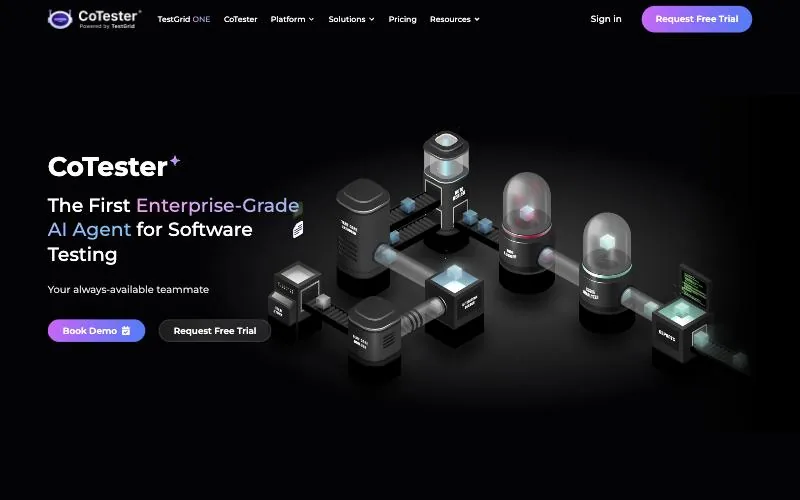 CoTester
Powered by TestGrid
TestGrid ONE
CoTester
Platform
Solutions
Pricing
Resources
Sign in
Request Free Trial
CoTester
The First Enterprise-Grade
AI Agent for Software
Testing
Your always-available teammate
Book Demo
Request Free Trial
REPORTS